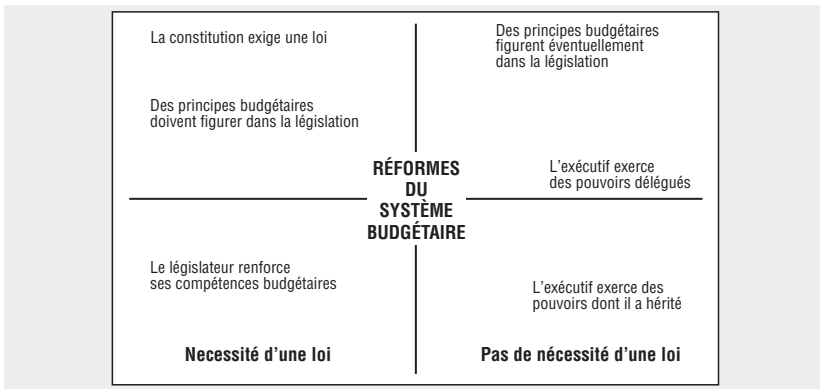 La constitution exige une loi
Des principes budgétaires
doivent figurer dans la législation
Des principes budgétaires
figurent éventuellement
dans la législation
L'exécutif exerce
des pouvoirs délégués
RÉFORMES
DU
SYSTÈME
BUDGÉTAIRE
Le législateur renforce
ses compétences budgétaires
L'exécutif exerce des
pouvoirs dont il a hérité
Necessité d'une loi
Pas de nécessité d'une loi